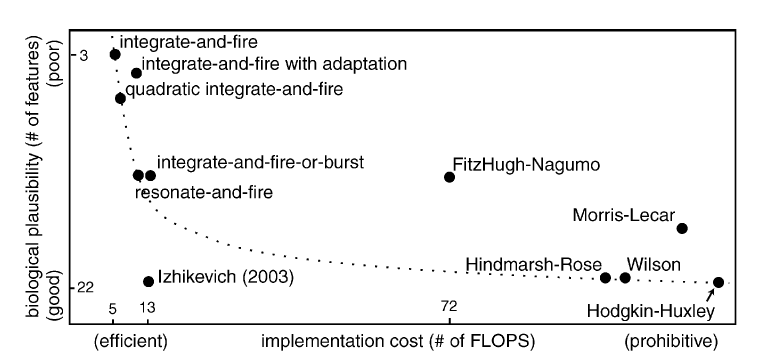 biological plausibility (# of features)
(poor)
(good)
3
22
integrate-and-fire
integrate-and-fire with adaptation
quadratic integrate-and-fire
integrate-and-fire-or-burst
resonate-and-fire
FitzHugh-Nagumo
Morris-Lecar
Hindmarsh-Rose
Wilson
Izhikevich (2003)
Hodgkin-Huxley
5
13
72
(efficient)
implementation cost (# of FLOPS)
(prohibitive)